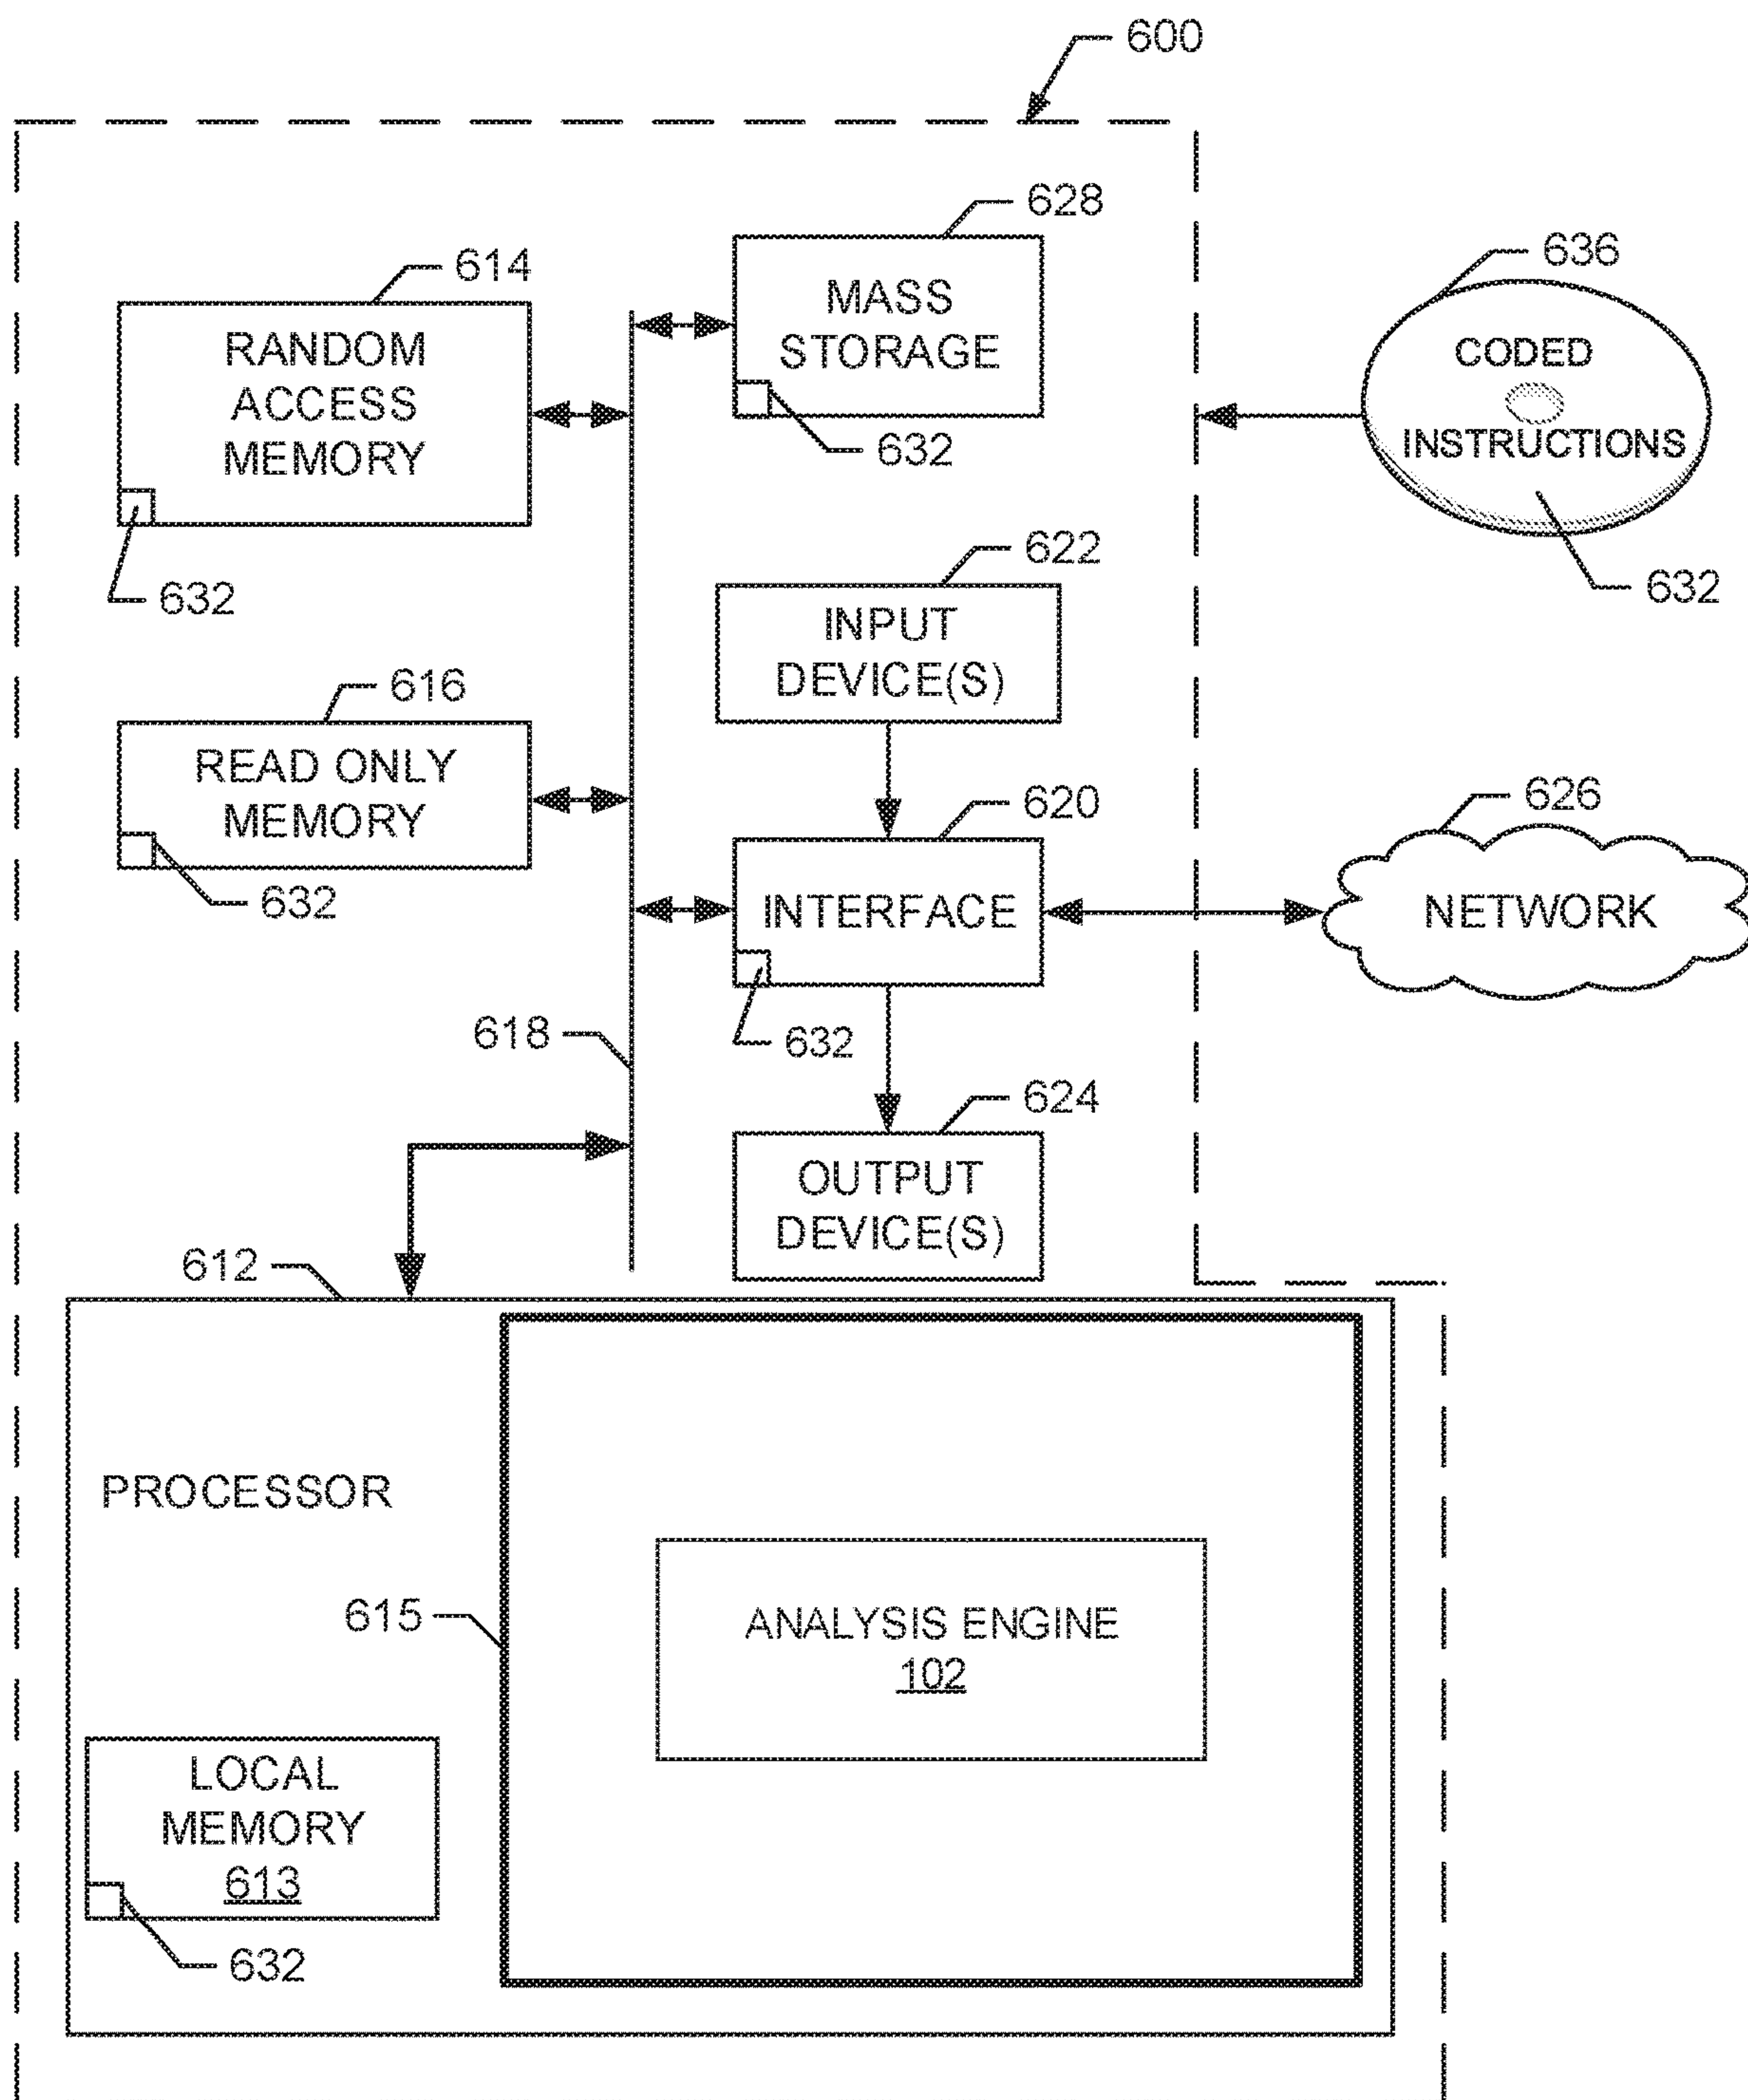 600
628
MASS
STORAGE
632
614
RANDOM
ACCESS
MEMORY
632
636
CODED
INSTRUCTIONS
632
622
INPUT
DEVICE(S)
616
READ ONLY
MEMORY
632
620
INTERFACE
632
626
NETWORK
618
624
OUTPUT
DEVICE(S)
612
PROCESSOR
615
ANALYSIS ENGINE
102
LOCAL
MEMORY
613
632